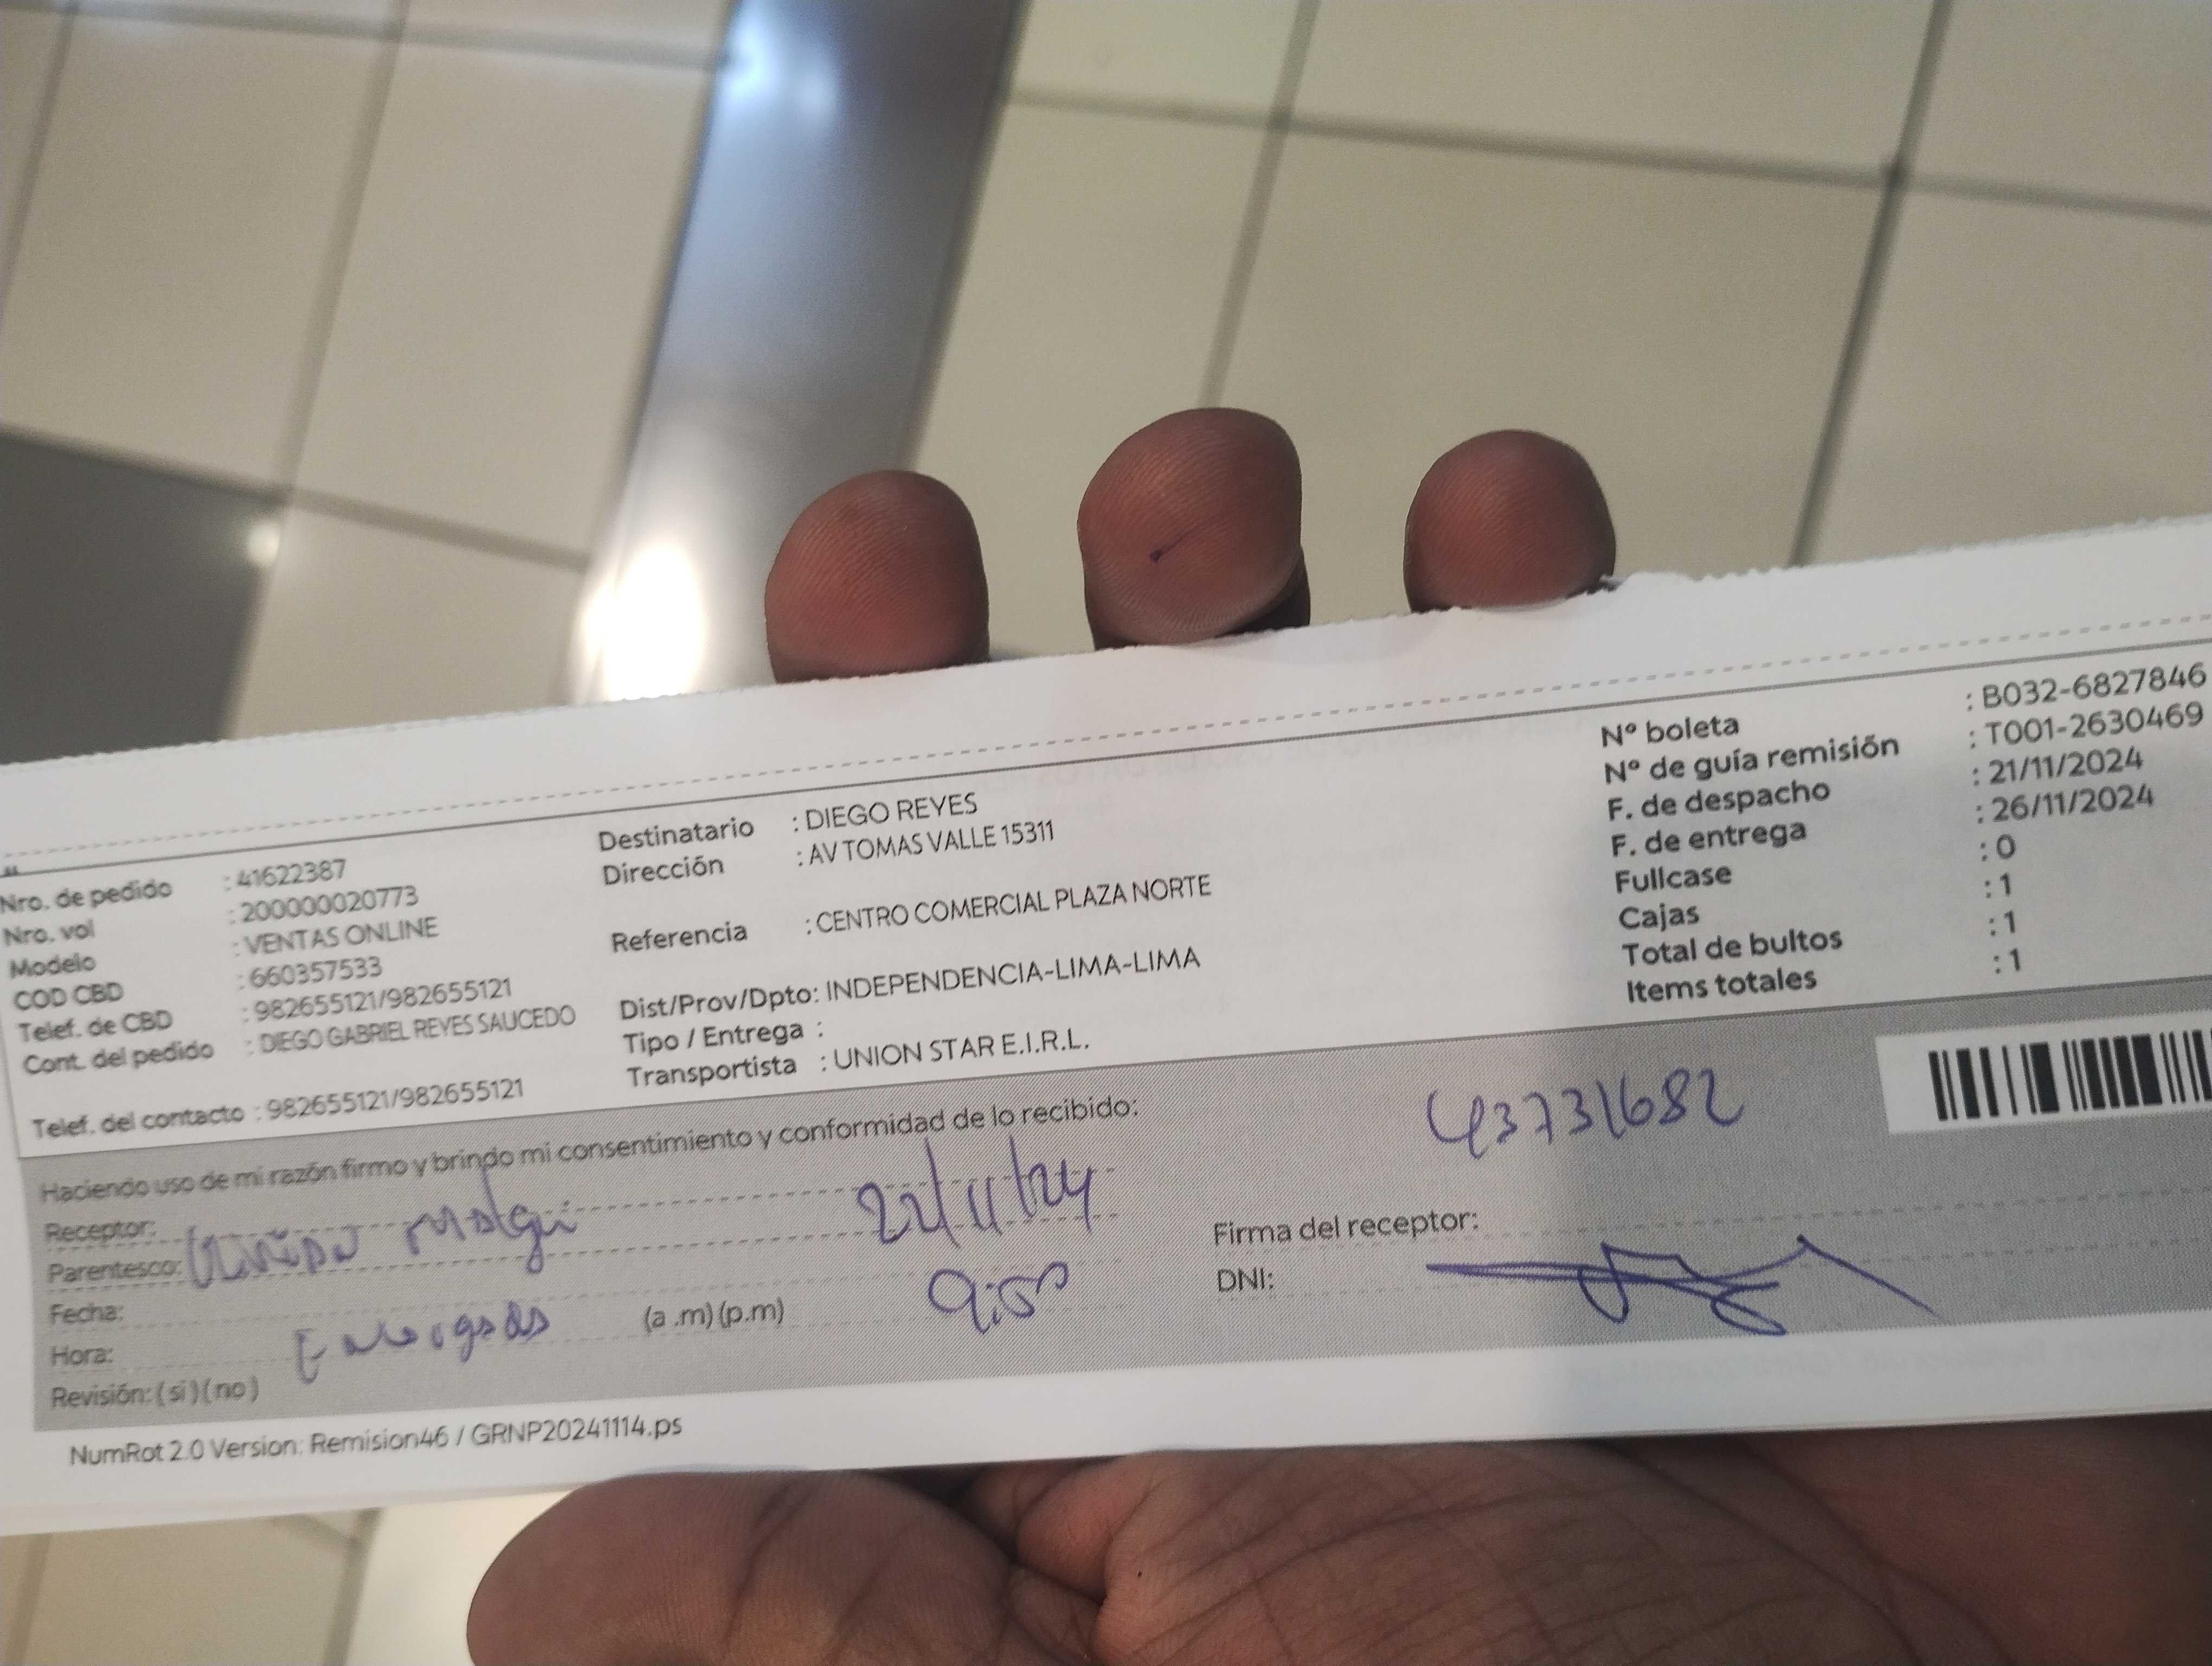 Nro. de pedido : 41622387
Nro. vol : 200000020773
Modelo : VENTAS ONLINE
COD CBD : 660357533
Telef. de CBD : 982655121/982655121
Cont. del pedido : DIEGO GABRIEL REYES SAUCEDO
Telef. del contacto : 982655121/982655121
Destinatario : DIEGO REYES
Dirección : AV TOMAS VALLE 15311
Referencia : CENTRO COMERCIAL PLAZA NORTE
Dist/Prov/Dpto: INDEPENDENCIA-LIMA-LIMA
Tipo / Entrega :
Transportista : UNION STAR E.I.R.L.
Nº boleta : B032-6827846
Nº de guía remisión : T001-2630469
F. de despacho : 21/11/2024
F. de entrega : 26/11/2024
Fullcase : 0
Cajas : 1
Total de bultos : 1
Items totales : 1
Haciendo uso de mi razón firmo y brindo mi consentimiento y conformidad de lo recibido:
43731682
Receptor:
22/11/24
Parentesco:
Firma del receptor:
Fecha:
DNI:
Hora: (a .m) (p.m)
Revisión: ( si ) ( no )
NumRot 2.0 Version: Remision46 / GRNP20241114.ps